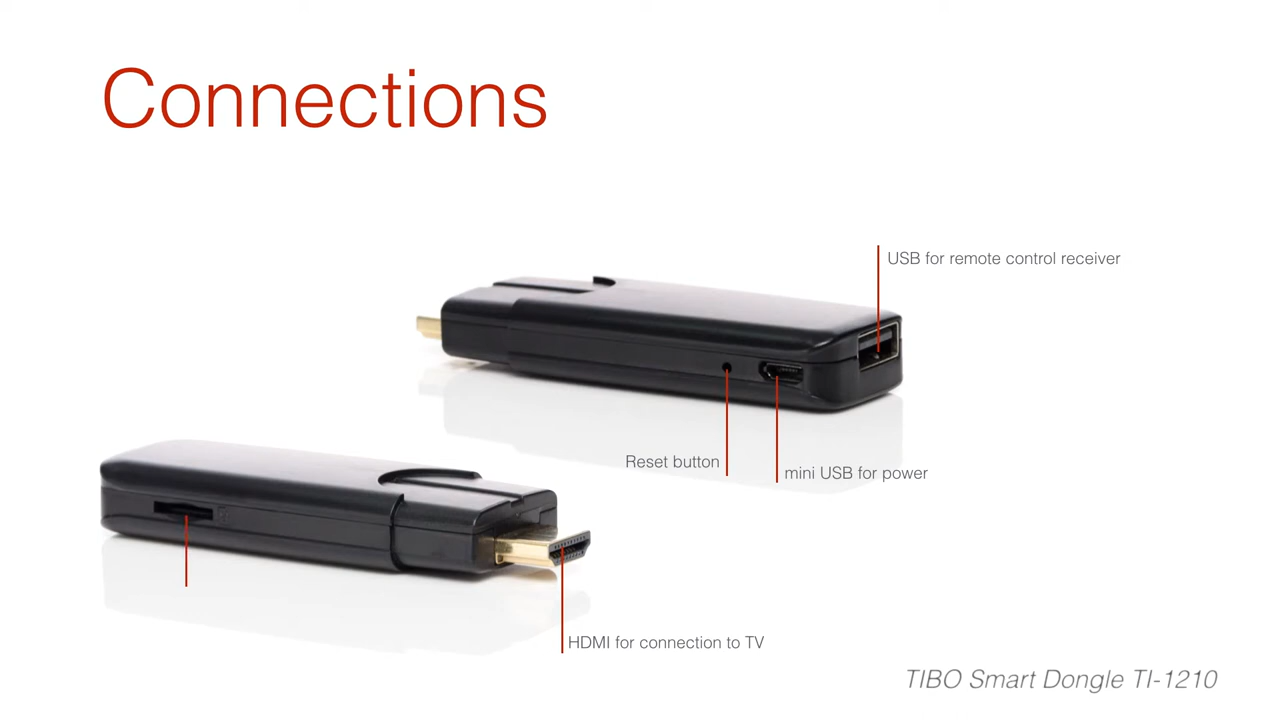 Connections
USB for remote control receiver
Reset button
mini USB for power
HDMI for connection to TV
TIBO Smart Dongle TI-1210